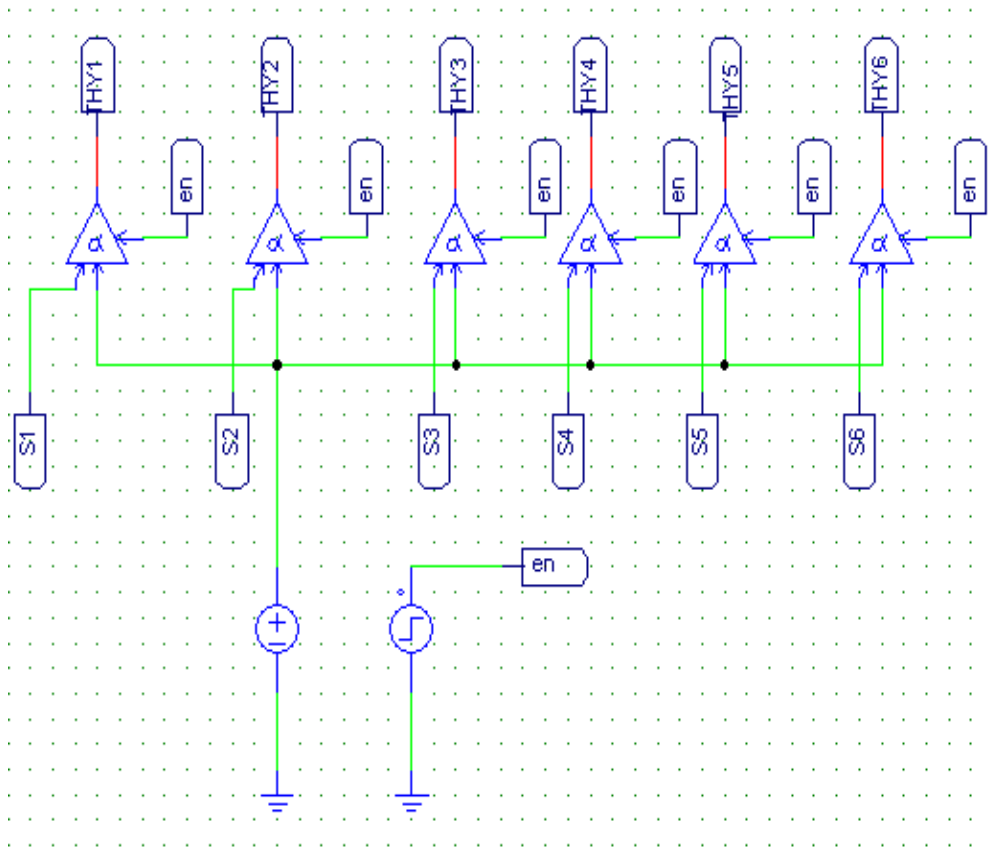 THY1
THY2
THY3
THY4
THY5
THY6
en
en
en
en
en
en
α
α
α
α
α
α
S1
S2
S3
S4
S5
S6
en
+
−